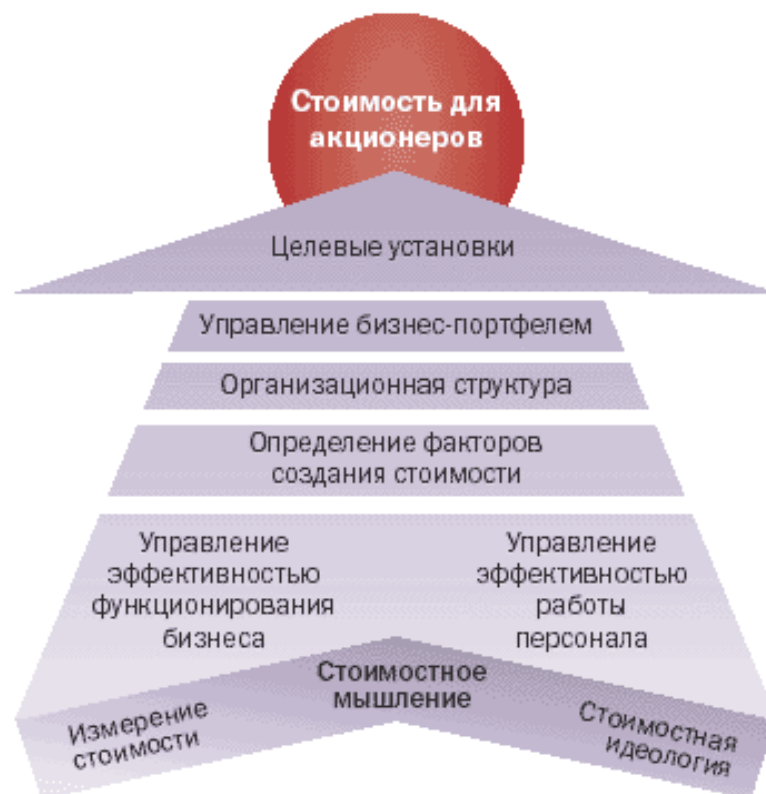 Стоимость для
акционеров
Целевые установки
Управление бизнес-портфелем
Организационная структура
Определение факторов
создания стоимости
Управление
эффективностью
функционирования
бизнеса
Управление
эффективностью
работы
персонала
Стоимостное
мышление
Измерение
стоимости
Стоимостная
идеология